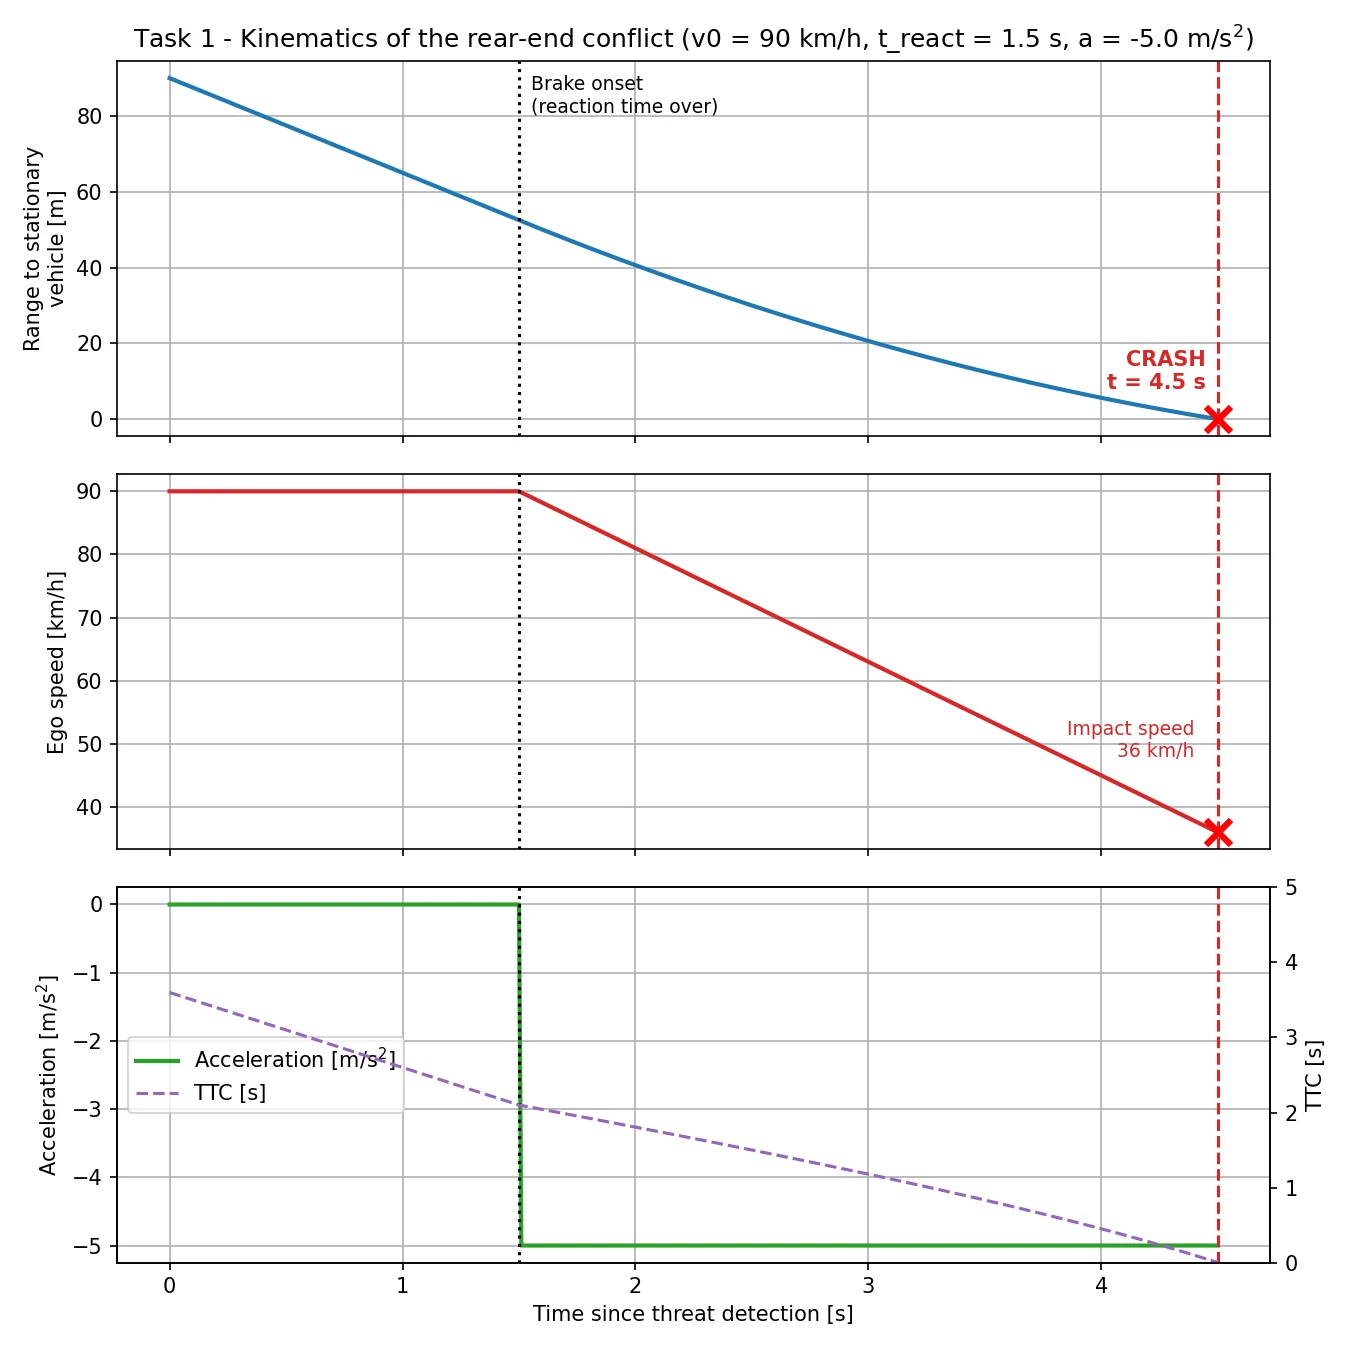 Task 1 - Kinematics of the rear-end conflict (v0 = 90 km/h, t_react = 1.5 s, a = -5.0 m/s²)
Range to stationary
vehicle [m]
80
60
40
20
0
Brake onset
(reaction time over)
CRASH
t = 4.5 s
Ego speed [km/h]
90
80
70
60
50
40
Impact speed
36 km/h
Acceleration [m/s²]
0
−1
−2
−3
−4
−5
Acceleration [m/s²]
TTC [s]
5
4
3
2
1
0
TTC [s]
0 1 2 3 4
Time since threat detection [s]